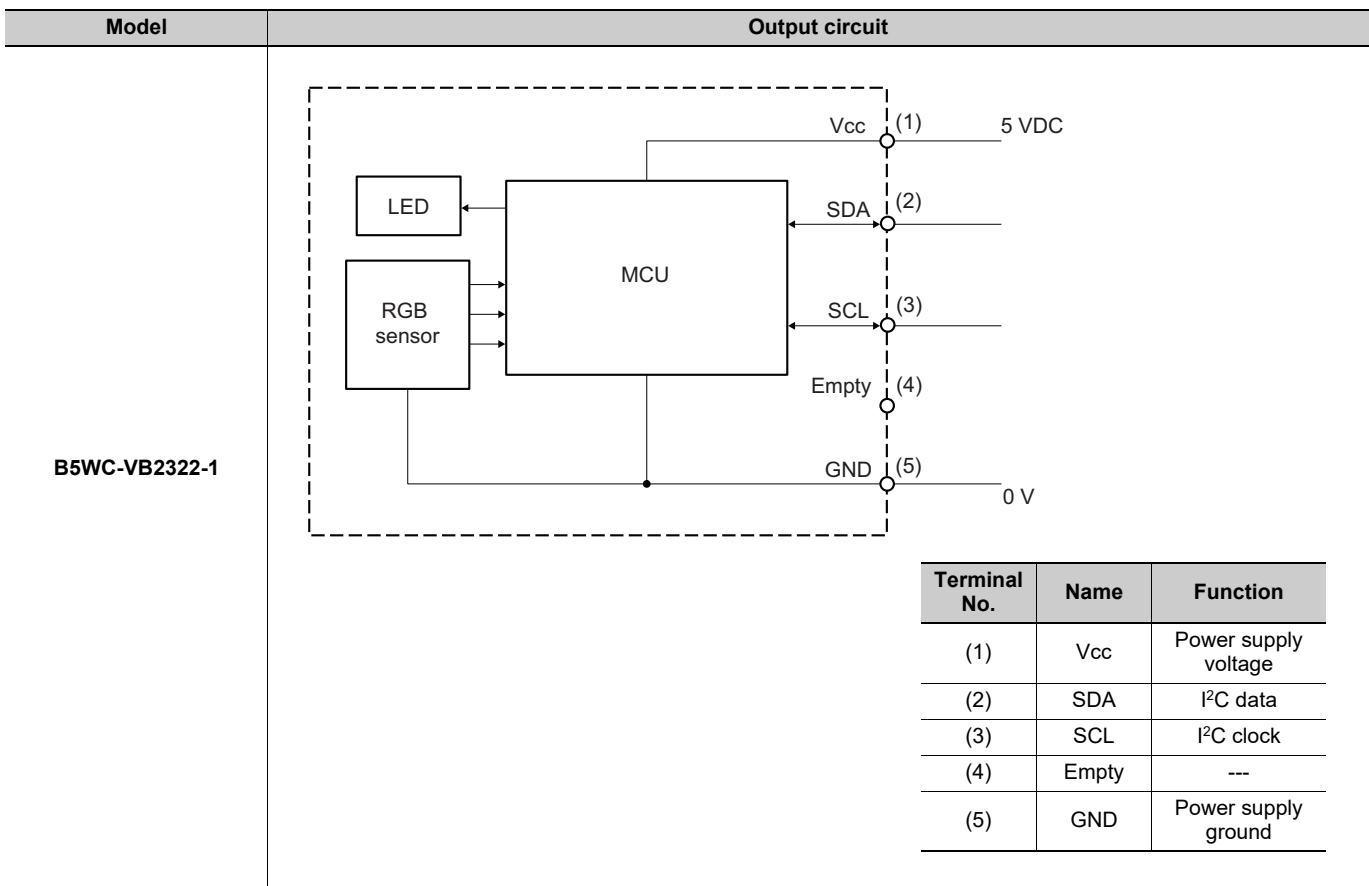 Model Output circuit
Vcc (1) 5 VDC
LED
SDA (2)
MCU
RGB
sensor
SCL (3)
Empty (4)
B5WC-VB2322-1
GND (5)
0 V
Terminal
No. Name Function
(1) Vcc Power supply
voltage
(2) SDA I²C data
(3) SCL I²C clock
(4) Empty ---
(5) GND Power supply
ground